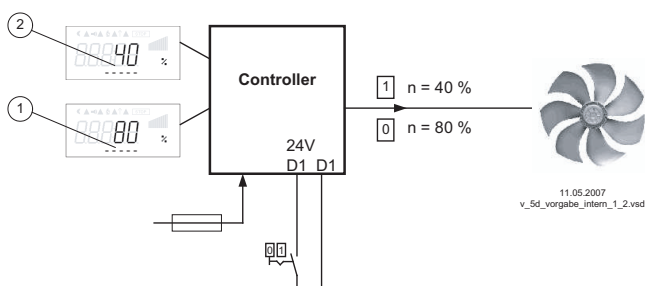 2
40
%
1
80
%
Controller
24V
D1 D1
1 n = 40 %
0 n = 80 %
0 1
11.05.2007
v_5d_vorgabe_intern_1_2.vsd